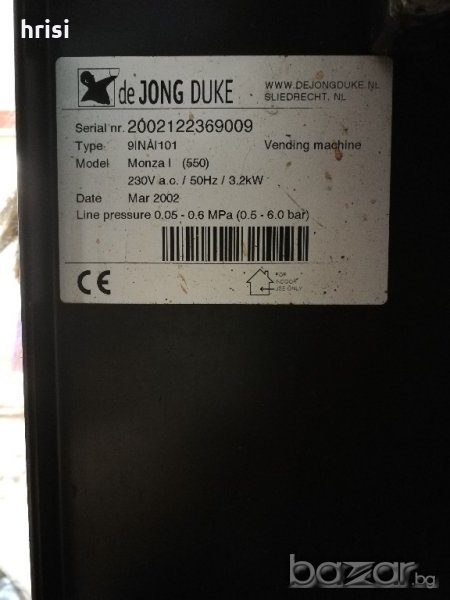 hrisi
de JONG DUKE
WWW.DEJONGDUKE.NL
SLIEDRECHT, NL
Serial nr. 2002122369009
Type 9INAI101 Vending machine
Model Monza I (550)
230V a.c. / 50Hz / 3.2kW
Date Mar 2002
Line pressure 0,05 - 0.6 MPa (0.5 - 6.0 bar)
CE
FOR
INDOOR
USE ONLY
bazar.bg